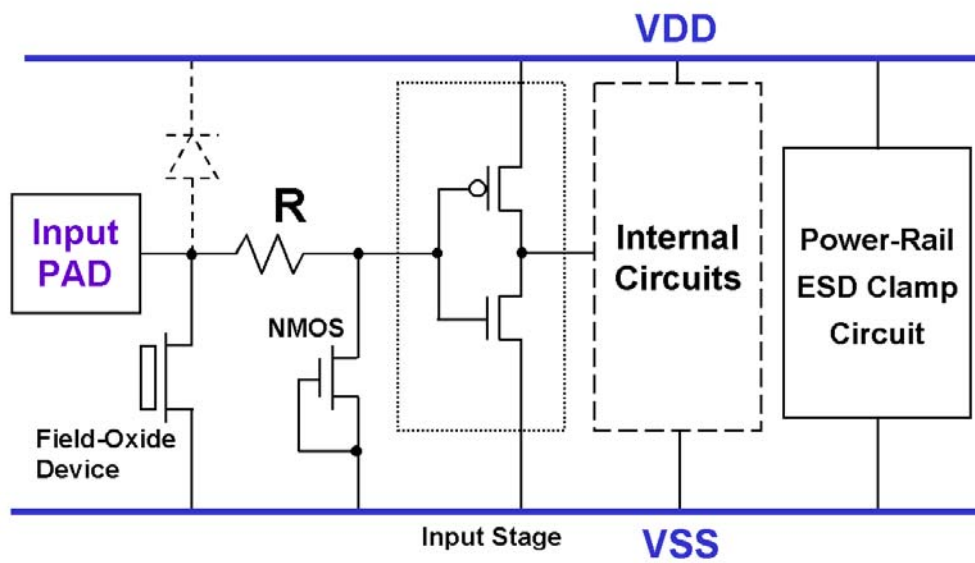 VDD
Input
PAD
R
NMOS
Field-Oxide
Device
Internal
Circuits
Power-Rail
ESD Clamp
Circuit
Input Stage
VSS